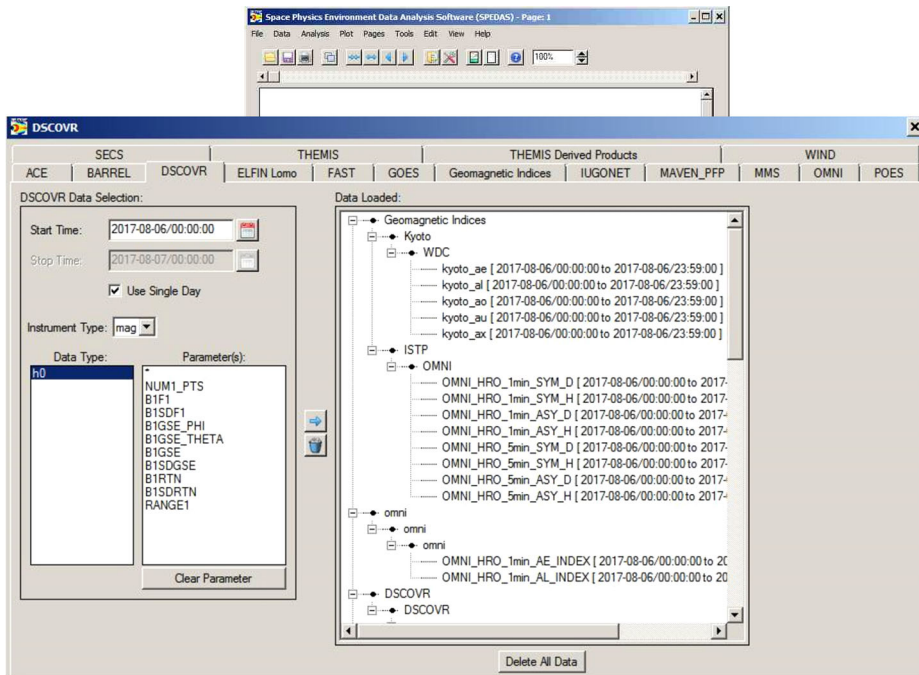 Space Physics Environment Data Analysis Software (SPEDAS) - Page: 1
File Data Analysis Plot Pages Tools Edit View Help
100%
DSCOVR
SECS THEMIS THEMIS Derived Products WIND
ACE BARREL DSCOVR ELFIN Lomo FAST GOES Geomagnetic Indices IUGONET MAVEN_PFP MMS OMNI POES
DSCOVR Data Selection:
Start Time: 2017-08-06/00:00:00
Stop Time: 2017-08-07/00:00:00
Use Single Day
Instrument Type: mag
Data Type: Parameter(s):
h0
*
NUM1_PTS
B1F1
B1SDF1
B1GSE_PHI
B1GSE_THETA
B1GSE
B1SDGSE
B1RTN
B1SDRTN
RANGE1
Clear Parameter
Data Loaded:
Geomagnetic Indices
Kyoto
WDC
kyoto_ae [ 2017-08-06/00:00:00 to 2017-08-06/23:59:00 ]
kyoto_al [ 2017-08-06/00:00:00 to 2017-08-06/23:59:00 ]
kyoto_ao [ 2017-08-06/00:00:00 to 2017-08-06/23:59:00 ]
kyoto_au [ 2017-08-06/00:00:00 to 2017-08-06/23:59:00 ]
kyoto_ax [ 2017-08-06/00:00:00 to 2017-08-06/23:59:00 ]
ISTP
OMNI
OMNI_HRO_1min_SYM_D [ 2017-08-06/00:00:00 to 2017-
OMNI_HRO_1min_SYM_H [ 2017-08-06/00:00:00 to 2017-
OMNI_HRO_1min_ASY_D [ 2017-08-06/00:00:00 to 2017-
OMNI_HRO_1min_ASY_H [ 2017-08-06/00:00:00 to 2017-
OMNI_HRO_5min_SYM_D [ 2017-08-06/00:00:00 to 2017-
OMNI_HRO_5min_SYM_H [ 2017-08-06/00:00:00 to 2017-
OMNI_HRO_5min_ASY_D [ 2017-08-06/00:00:00 to 2017-
OMNI_HRO_5min_ASY_H [ 2017-08-06/00:00:00 to 2017-
omni
omni
omni
OMNI_HRO_1min_AE_INDEX [ 2017-08-06/00:00:00 to 20
OMNI_HRO_1min_AL_INDEX [ 2017-08-06/00:00:00 to 20
DSCOVR
DSCOVR
Delete All Data